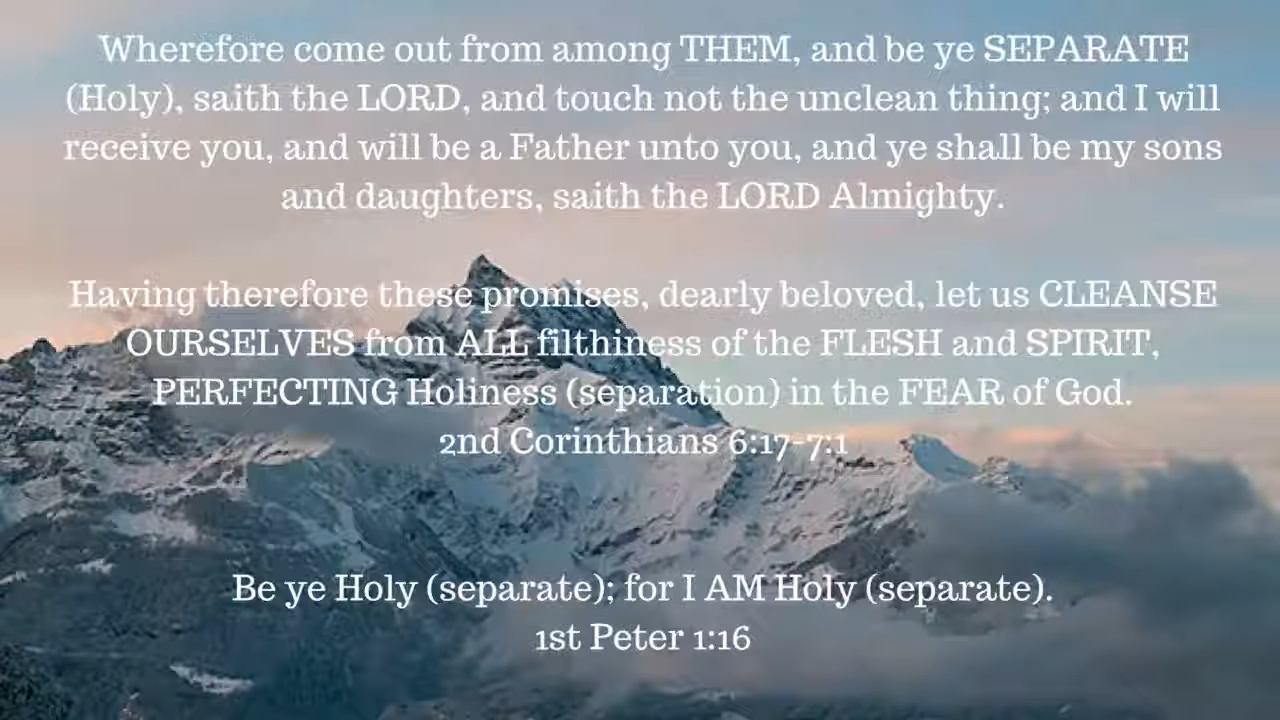 Wherefore come out from among THEM, and be ye SEPARATE
(Holy), saith the LORD, and touch not the unclean thing; and I will
receive you, and will be a Father unto you, and ye shall be my sons
and daughters, saith the LORD Almighty.
Having therefore these promises, dearly beloved, let us CLEANSE
OURSELVES from ALL filthiness of the FLESH and SPIRIT,
PERFECTING Holiness (separation) in the FEAR of God.
2nd Corinthians 6:17-7:1
Be ye Holy (separate); for I AM Holy (separate).
1st Peter 1:16